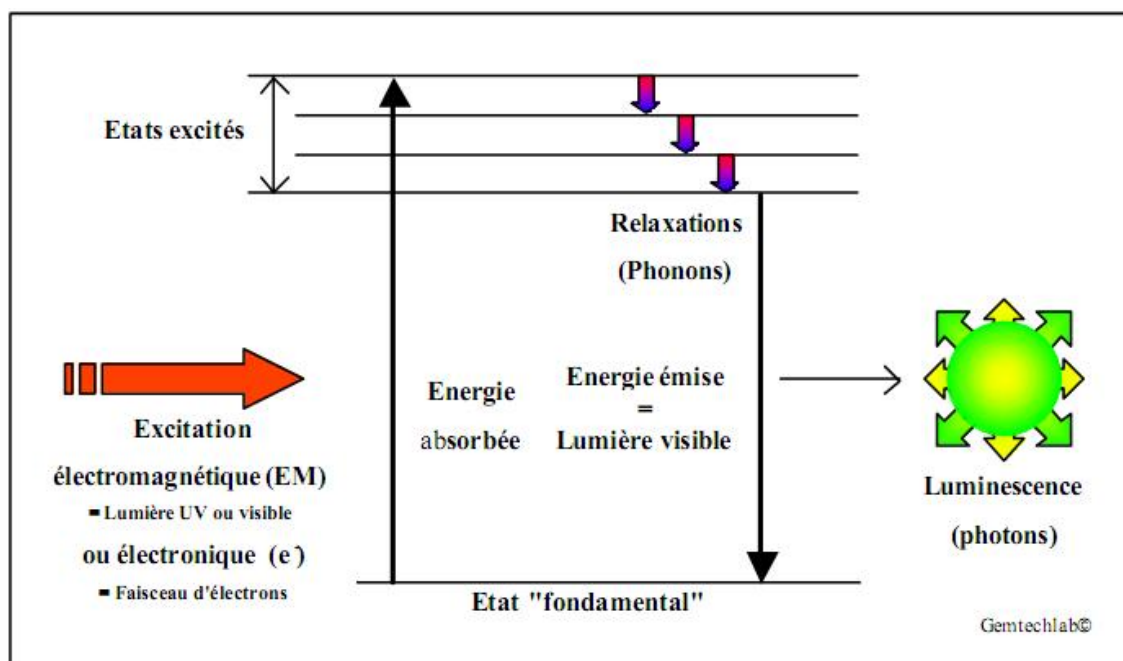 Etats excités
Relaxations
(Phonons)
Excitation
électromagnétique (EM)
= Lumière UV ou visible
ou électronique (e-)
= Faisceau d'électrons
Energie
absorbée
Energie émise
=
Lumière visible
Luminescence
(photons)
Etat "fondamental"
Gemtechlab©